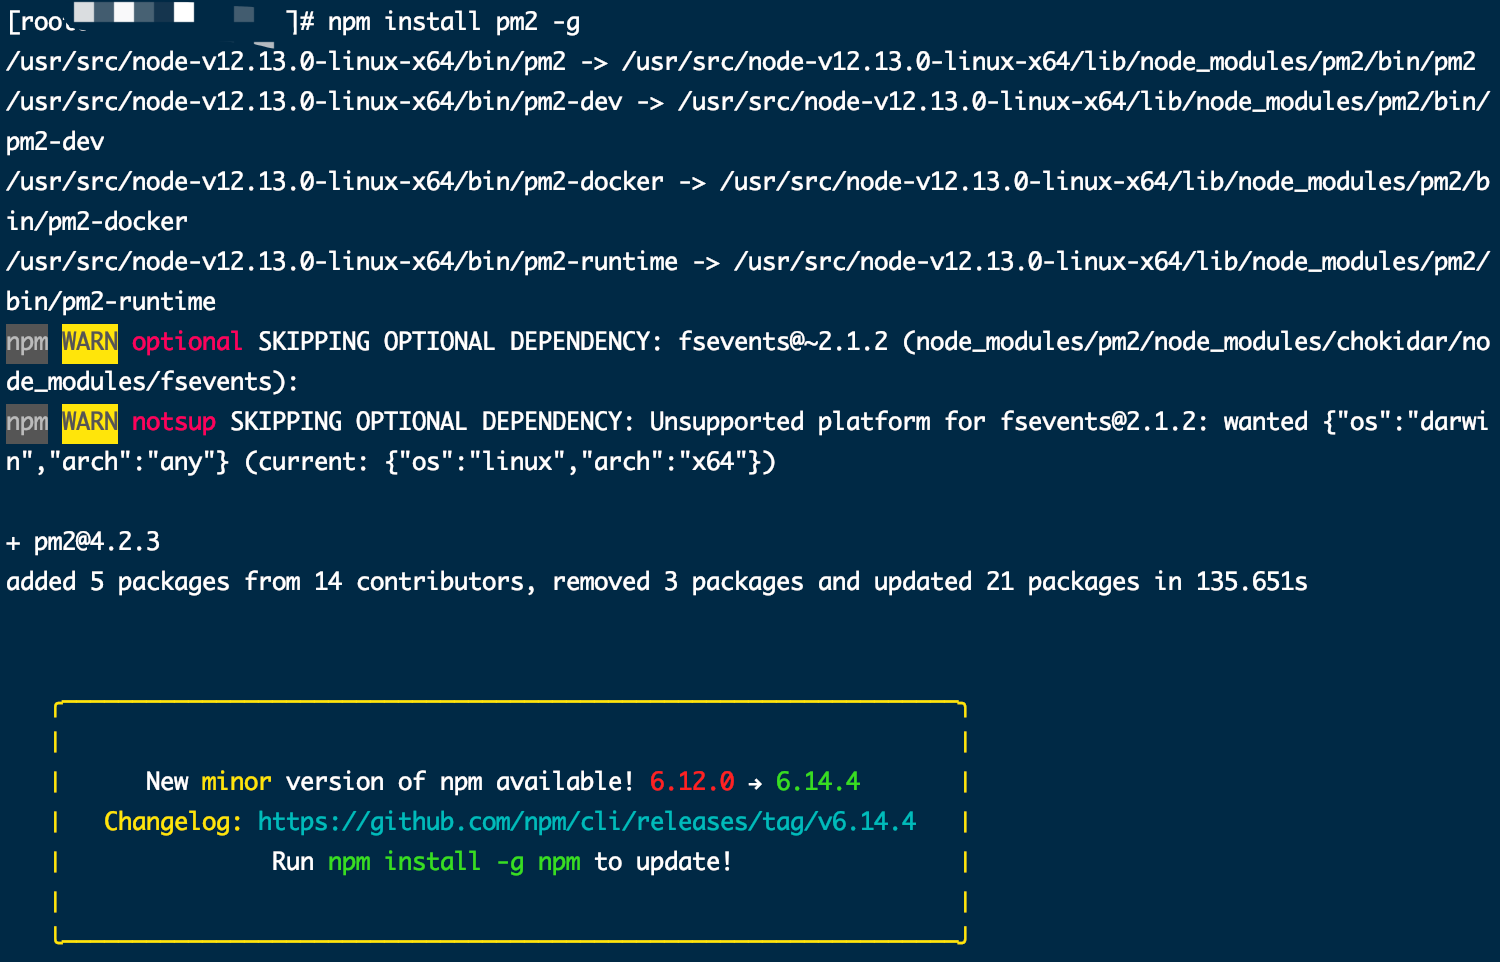 [root ]# npm install pm2 -g
/usr/src/node-v12.13.0-linux-x64/bin/pm2 -> /usr/src/node-v12.13.0-linux-x64/lib/node_modules/pm2/bin/pm2
/usr/src/node-v12.13.0-linux-x64/bin/pm2-dev -> /usr/src/node-v12.13.0-linux-x64/lib/node_modules/pm2/bin/
pm2-dev
/usr/src/node-v12.13.0-linux-x64/bin/pm2-docker -> /usr/src/node-v12.13.0-linux-x64/lib/node_modules/pm2/b
in/pm2-docker
/usr/src/node-v12.13.0-linux-x64/bin/pm2-runtime -> /usr/src/node-v12.13.0-linux-x64/lib/node_modules/pm2/
bin/pm2-runtime
npm WARN optional SKIPPING OPTIONAL DEPENDENCY: fsevents@~2.1.2 (node_modules/pm2/node_modules/chokidar/no
de_modules/fsevents):
npm WARN notsup SKIPPING OPTIONAL DEPENDENCY: Unsupported platform for fsevents@2.1.2: wanted {"os":"darwi
n","arch":"any"} (current: {"os":"linux","arch":"x64"})
+ pm2@4.2.3
added 5 packages from 14 contributors, removed 3 packages and updated 21 packages in 135.651s
New minor version of npm available! 6.12.0 → 6.14.4
Changelog: https://github.com/npm/cli/releases/tag/v6.14.4
Run npm install -g npm to update!